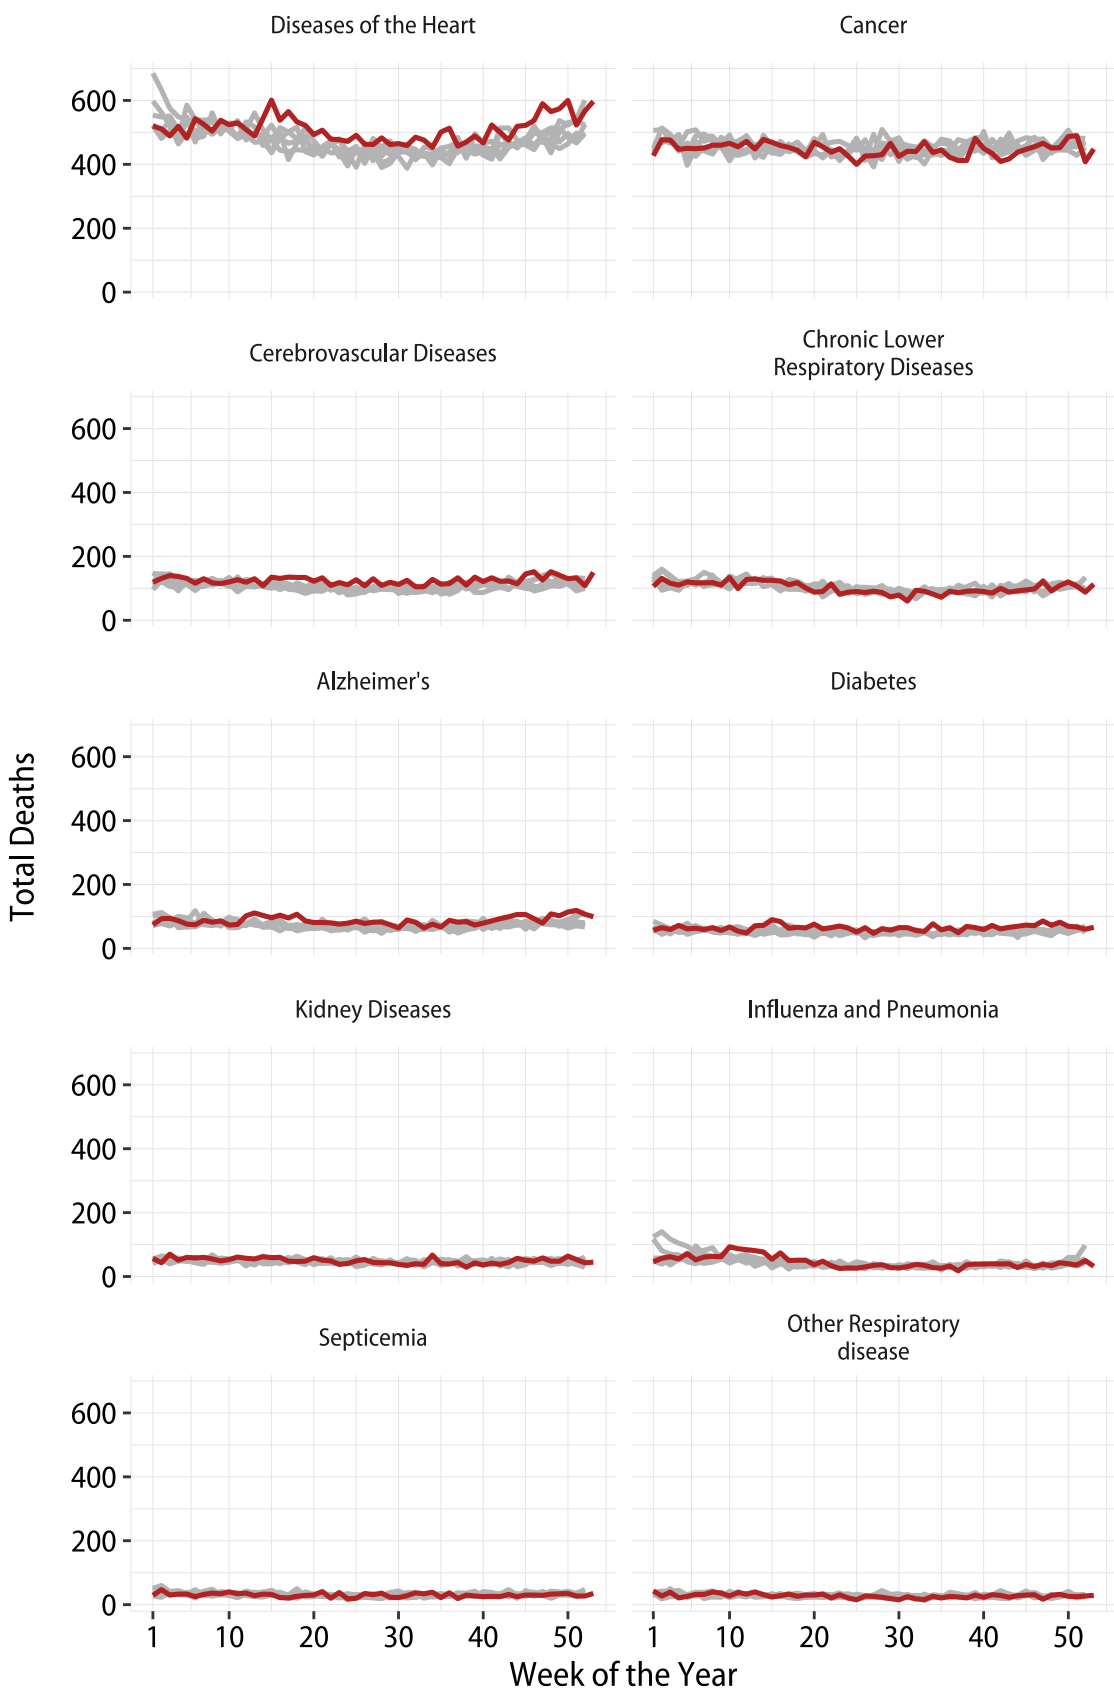 Diseases of the Heart
Cancer
600
400
200
0
Cerebrovascular Diseases
Chronic Lower
Respiratory Diseases
600
400
200
0
Alzheimer's
Diabetes
Total Deaths
600
400
200
0
Kidney Diseases
Influenza and Pneumonia
600
400
200
0
Septicemia
Other Respiratory
disease
600
400
200
0
1 10 20 30 40 50
1 10 20 30 40 50
Week of the Year